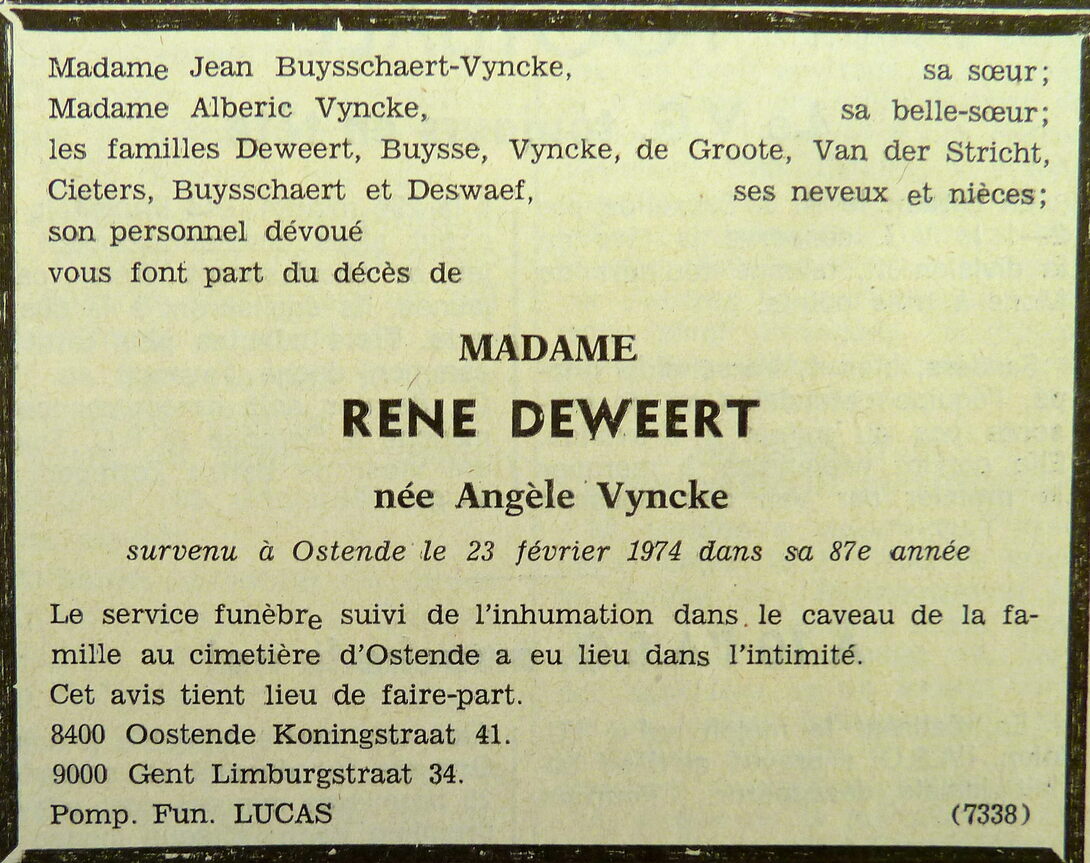 Madame Jean Buysschaert-Vyncke, sa sœur;
Madame Alberic Vyncke, sa belle-sœur;
les familles Deweert, Buysse, Vyncke, de Groote, Van der Stricht,
Cieters, Buysschaert et Deswaef, ses neveux et nièces;
son personnel dévoué
vous font part du décès de
MADAME
RENE DEWEERT
née Angèle Vyncke
survenu à Ostende le 23 février 1974 dans sa 87e année
Le service funèbre suivi de l'inhumation dans le caveau de la fa-
mille au cimetière d'Ostende a eu lieu dans l'intimité.
Cet avis tient lieu de faire-part.
8400 Oostende Koningstraat 41.
9000 Gent Limburgstraat 34.
Pomp. Fun. LUCAS (7338)